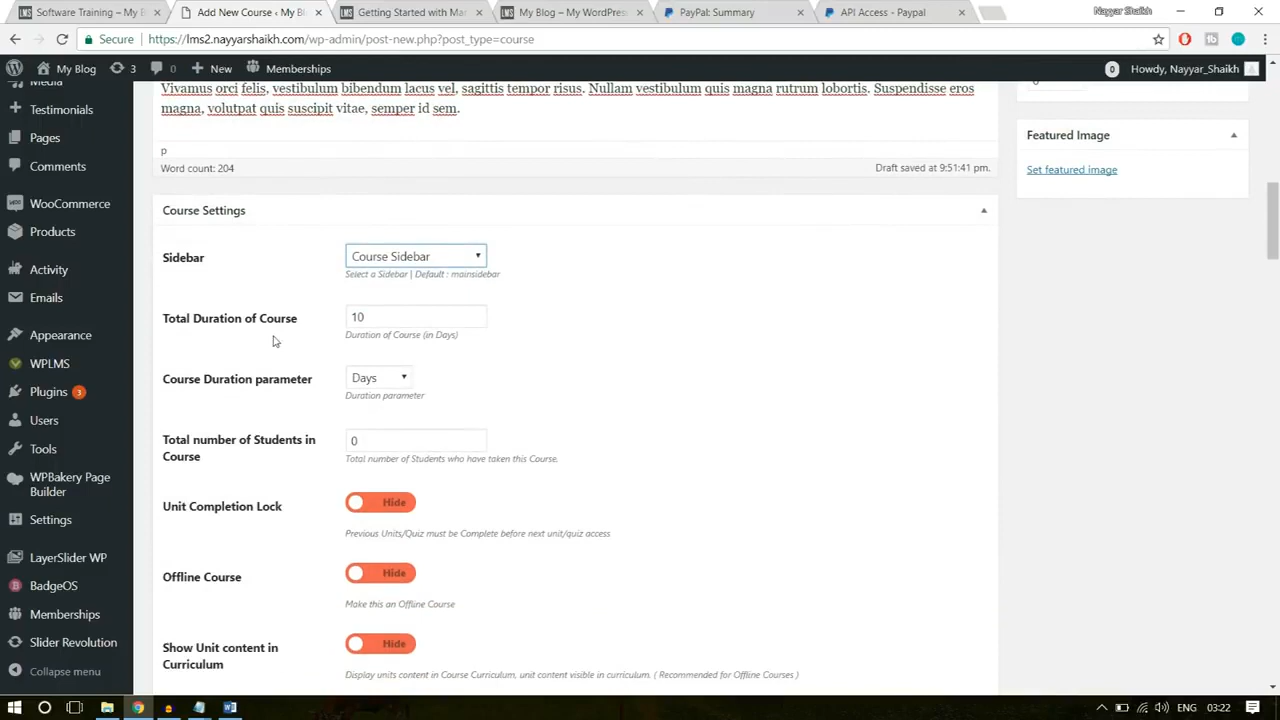 Software Training – My B
Add New Course ‹ My Bl
Getting Started with Ma
My Blog – My WordPress
PayPal: Summary
API Access - Paypal
Nayyar Shaikh
Secure
https://lms2.nayyarshaikh.com/wp-admin/post-new.php?post_type=course
My Blog
3
0
New
Memberships
0
Howdy, Nayyar_Shaikh
Media
Testimonials
Pages
Comments
WooCommerce
Products
Activity
Emails
Appearance
WPLMS
Plugins 3
Users
Tools
WPBakery Page
Builder
Settings
LayerSlider WP
BadgeOS
Memberships
Slider Revolution
Collapse menu
Vivamus orci felis, vestibulum bibendum lacus vel, sagittis tempor risus. Nullam vestibulum quis magna rutrum lobortis. Suspendisse eros
magna, volutpat quis suscipit vitae, semper id sem.
p
Word count: 204
Draft saved at 9:51:41 pm.
Course Settings
Sidebar
Course Sidebar
Select a Sidebar | Default : mainsidebar
Total Duration of Course
10
Duration of Course (in Days)
Course Duration parameter
Days
Duration parameter
Total number of Students in
Course
0
Total number of Students who have taken this Course.
Unit Completion Lock
Hide
Previous Units/Quiz must be Complete before next unit/quiz access
Offline Course
Hide
Make this an Offline Course
Show Unit content in
Curriculum
Hide
Display units content in Course Curriculum, unit content visible in curriculum. ( Recommended for Offline Courses )
0
Featured Image
Set featured image
ENG
03:22